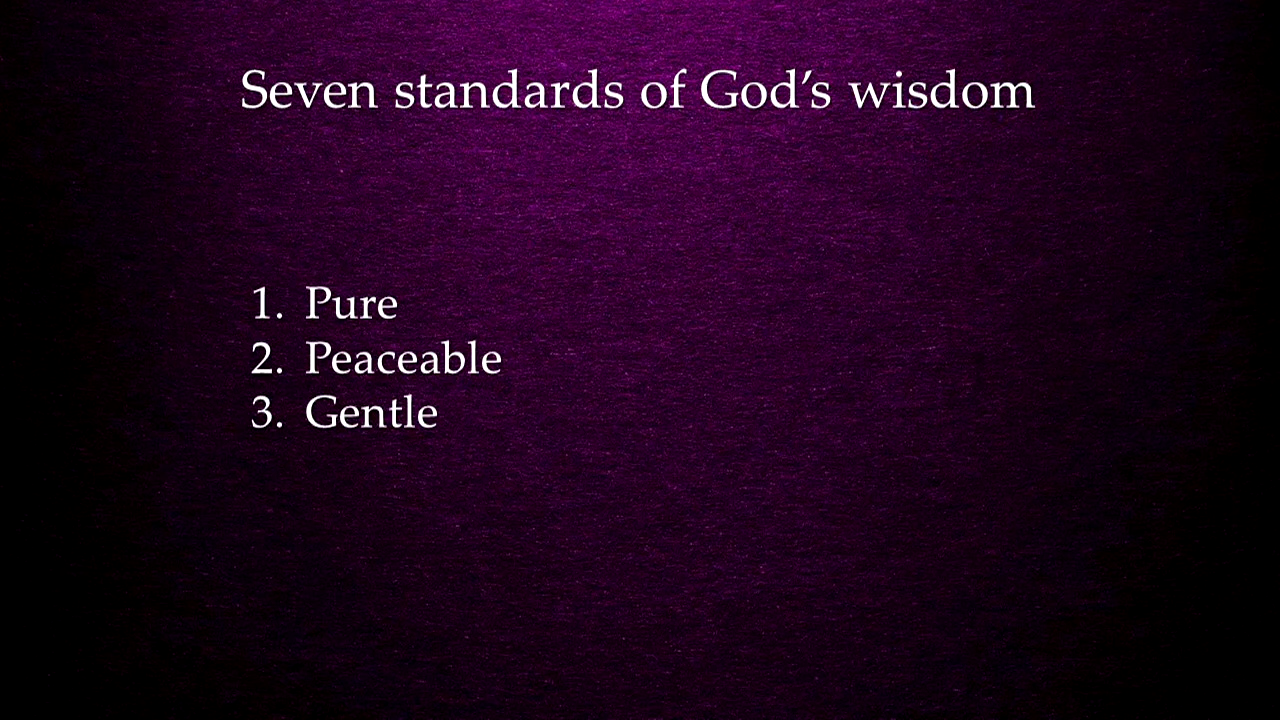 Seven standards of God’s wisdom
1. Pure
2. Peaceable
3. Gentle